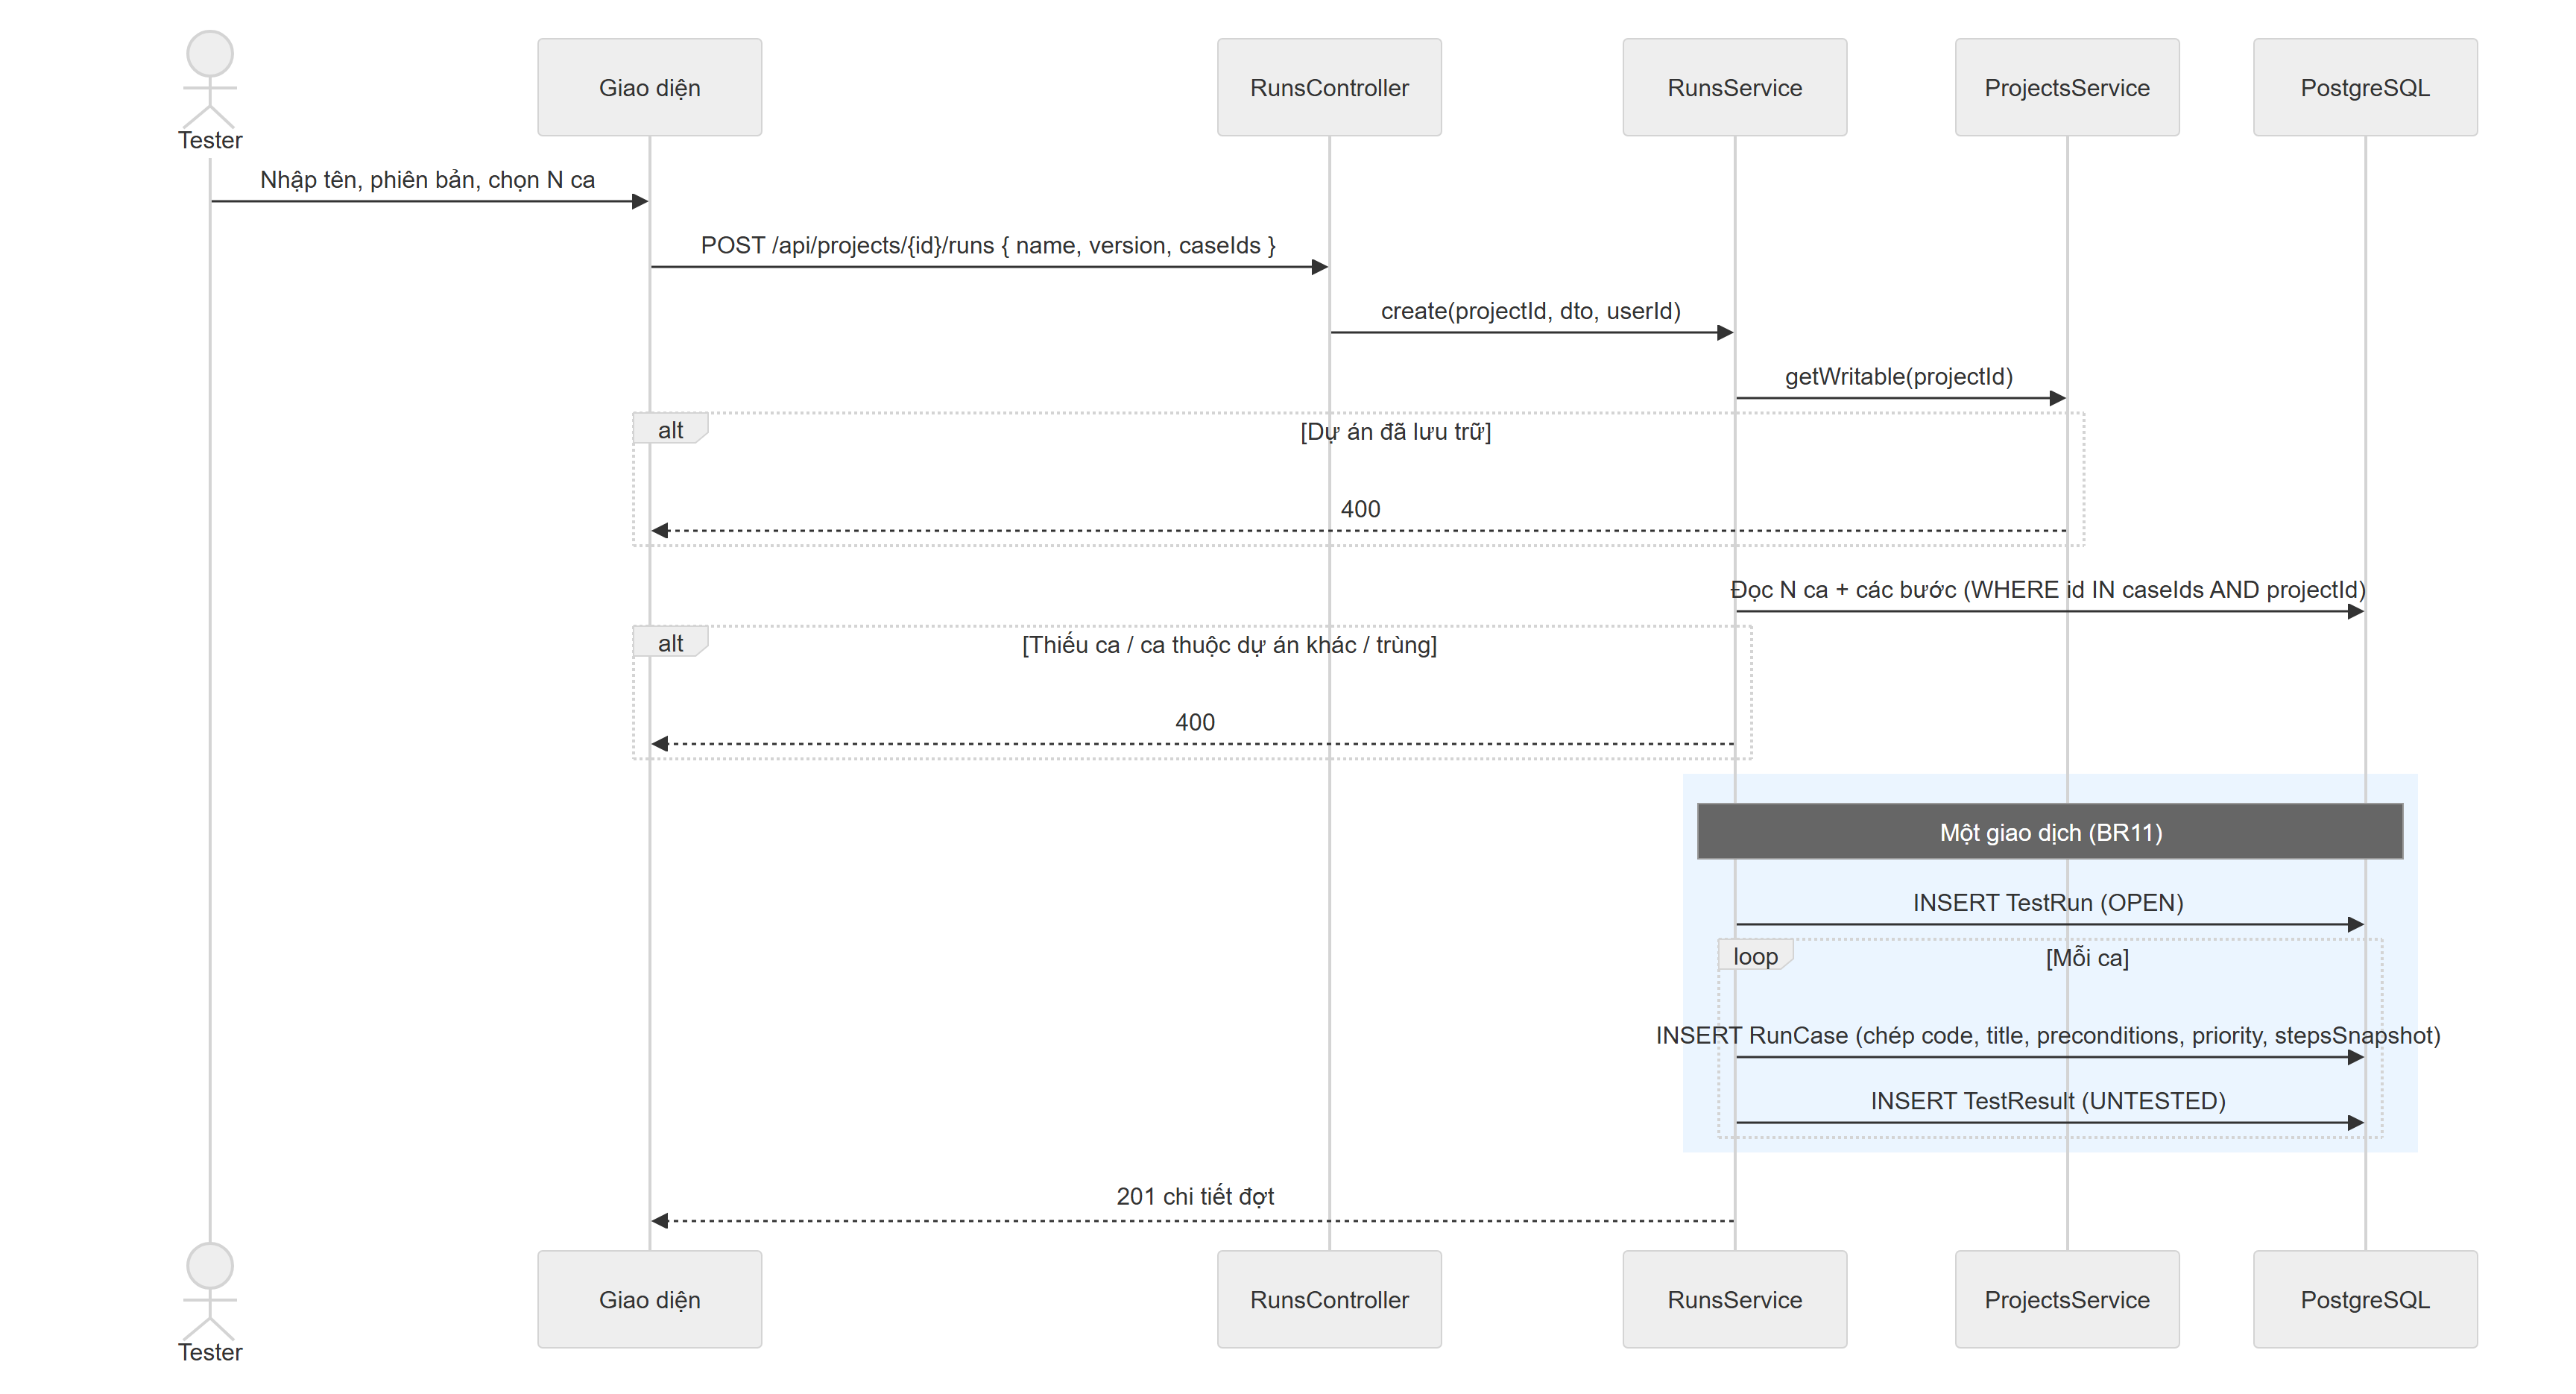 Tester
Giao diện
RunsController
RunsService
ProjectsService
PostgreSQL
Nhập tên, phiên bản, chọn N ca
POST /api/projects/{id}/runs { name, version, caseIds }
create(projectId, dto, userId)
getWritable(projectId)
alt
[Dự án đã lưu trữ]
400
Đọc N ca + các bước (WHERE id IN caseIds AND projectId)
alt
[Thiếu ca / ca thuộc dự án khác / trùng]
400
Một giao dịch (BR11)
INSERT TestRun (OPEN)
loop
[Mỗi ca]
INSERT RunCase (chép code, title, preconditions, priority, stepsSnapshot)
INSERT TestResult (UNTESTED)
201 chi tiết đợt
Tester
Giao diện
RunsController
RunsService
ProjectsService
PostgreSQL